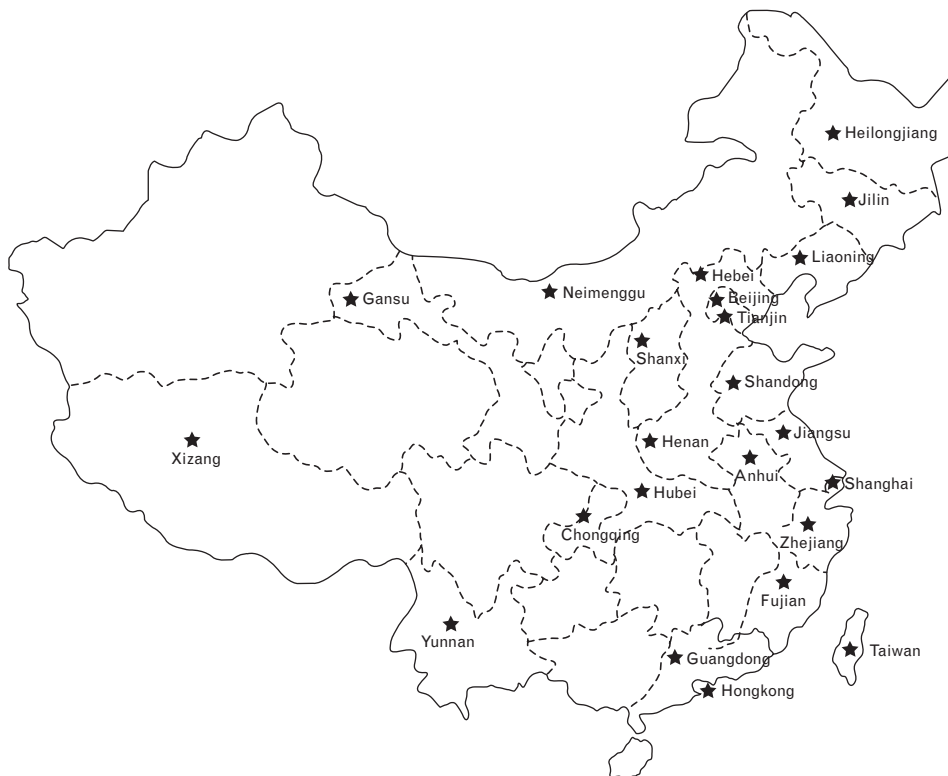 Heilongjiang
Jilin
Liaoning
Hebei
Neimenggu
Beijing
Gansu
Tianjin
Shanxi
Shandong
Jiangsu
Henan
Xizang
Anhui
Shanghai
Hubei
Chongqing
Zhejiang
Fujian
Yunnan
Taiwan
Guangdong
Hongkong